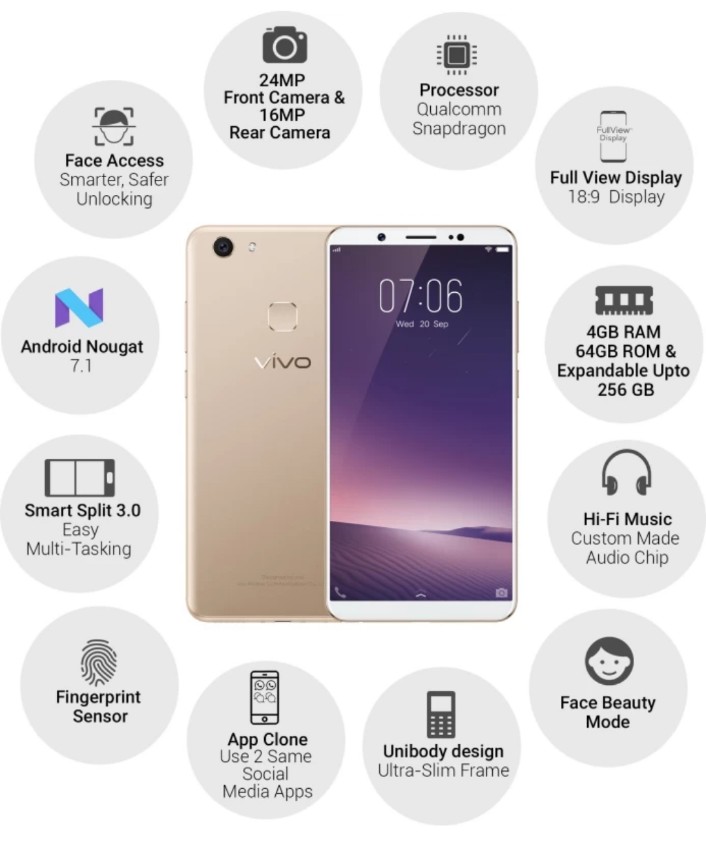 24MP
Front Camera &
16MP
Rear Camera
Processor
Qualcomm
Snapdragon
Face Access
Smarter, Safer
Unlocking
FullView
Display
Full View Display
18:9 Display
07:06
Wed 20 Sep
vivo
Android Nougat
7.1
4GB RAM
64GB ROM &
Expandable Upto
256 GB
Smart Split 3.0
Easy
Multi-Tasking
Hi-Fi Music
Custom Made
Audio Chip
Fingerprint
Sensor
App Clone
Use 2 Same
Social
Media Apps
Unibody design
Ultra-Slim Frame
Face Beauty
Mode